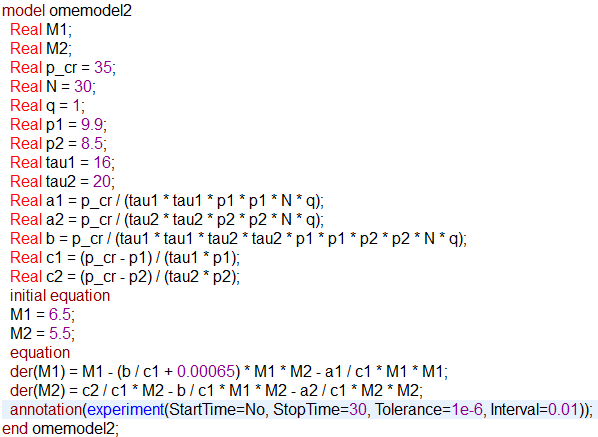 model omemodel2
Real M1;
Real M2;
Real p_cr = 35;
Real N = 30;
Real q = 1;
Real p1 = 9.9;
Real p2 = 8.5;
Real tau1 = 16;
Real tau2 = 20;
Real a1 = p_cr / (tau1 * tau1 * p1 * p1 * N * q);
Real a2 = p_cr / (tau2 * tau2 * p2 * p2 * N * q);
Real b = p_cr / (tau1 * tau1 * tau2 * tau2 * p1 * p1 * p2 * p2 * N * q);
Real c1 = (p_cr - p1) / (tau1 * p1);
Real c2 = (p_cr - p2) / (tau2 * p2);
initial equation
M1 = 6.5;
M2 = 5.5;
equation
der(M1) = M1 - (b / c1 + 0.00065) * M1 * M2 - a1 / c1 * M1 * M1;
der(M2) = c2 / c1 * M2 - b / c1 * M1 * M2 - a2 / c1 * M2 * M2;
annotation(experiment(StartTime=No, StopTime=30, Tolerance=1e-6, Interval=0.01));
end omemodel2;